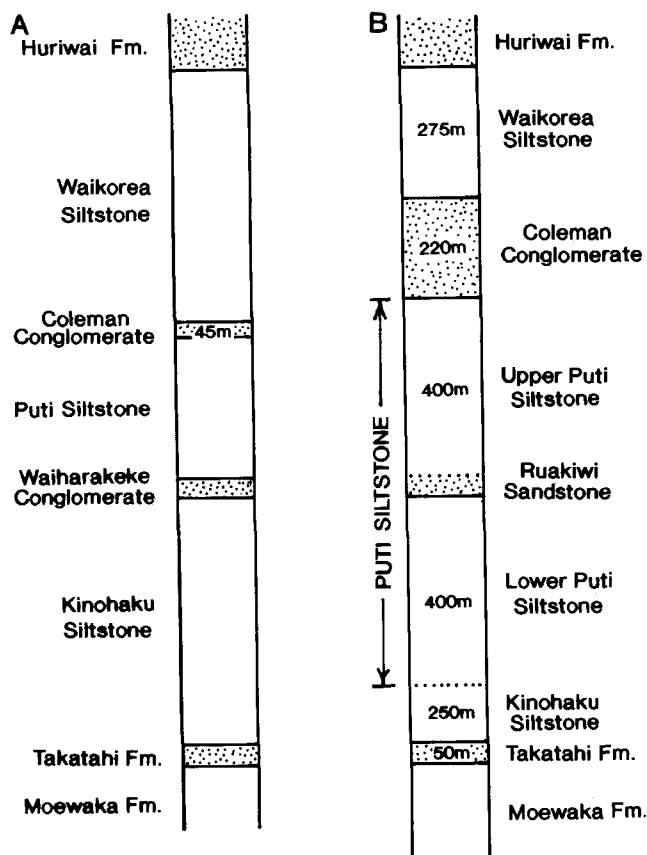 A
Huriwai Fm.
Waikorea
Siltstone
Coleman
Conglomerate
45m
Puti Siltstone
Waiharakeke
Conglomerate
Kinohaku
Siltstone
Takatahi Fm.
Moewaka Fm.
B
Huriwai Fm.
275m
Waikorea
Siltstone
220m
Coleman
Conglomerate
PUTI SILTSTONE
400m
Upper Puti
Siltstone
Ruakiwi
Sandstone
400m
Lower Puti
Siltstone
250m
Kinohaku
Siltstone
50m
Takatahi Fm.
Moewaka Fm.